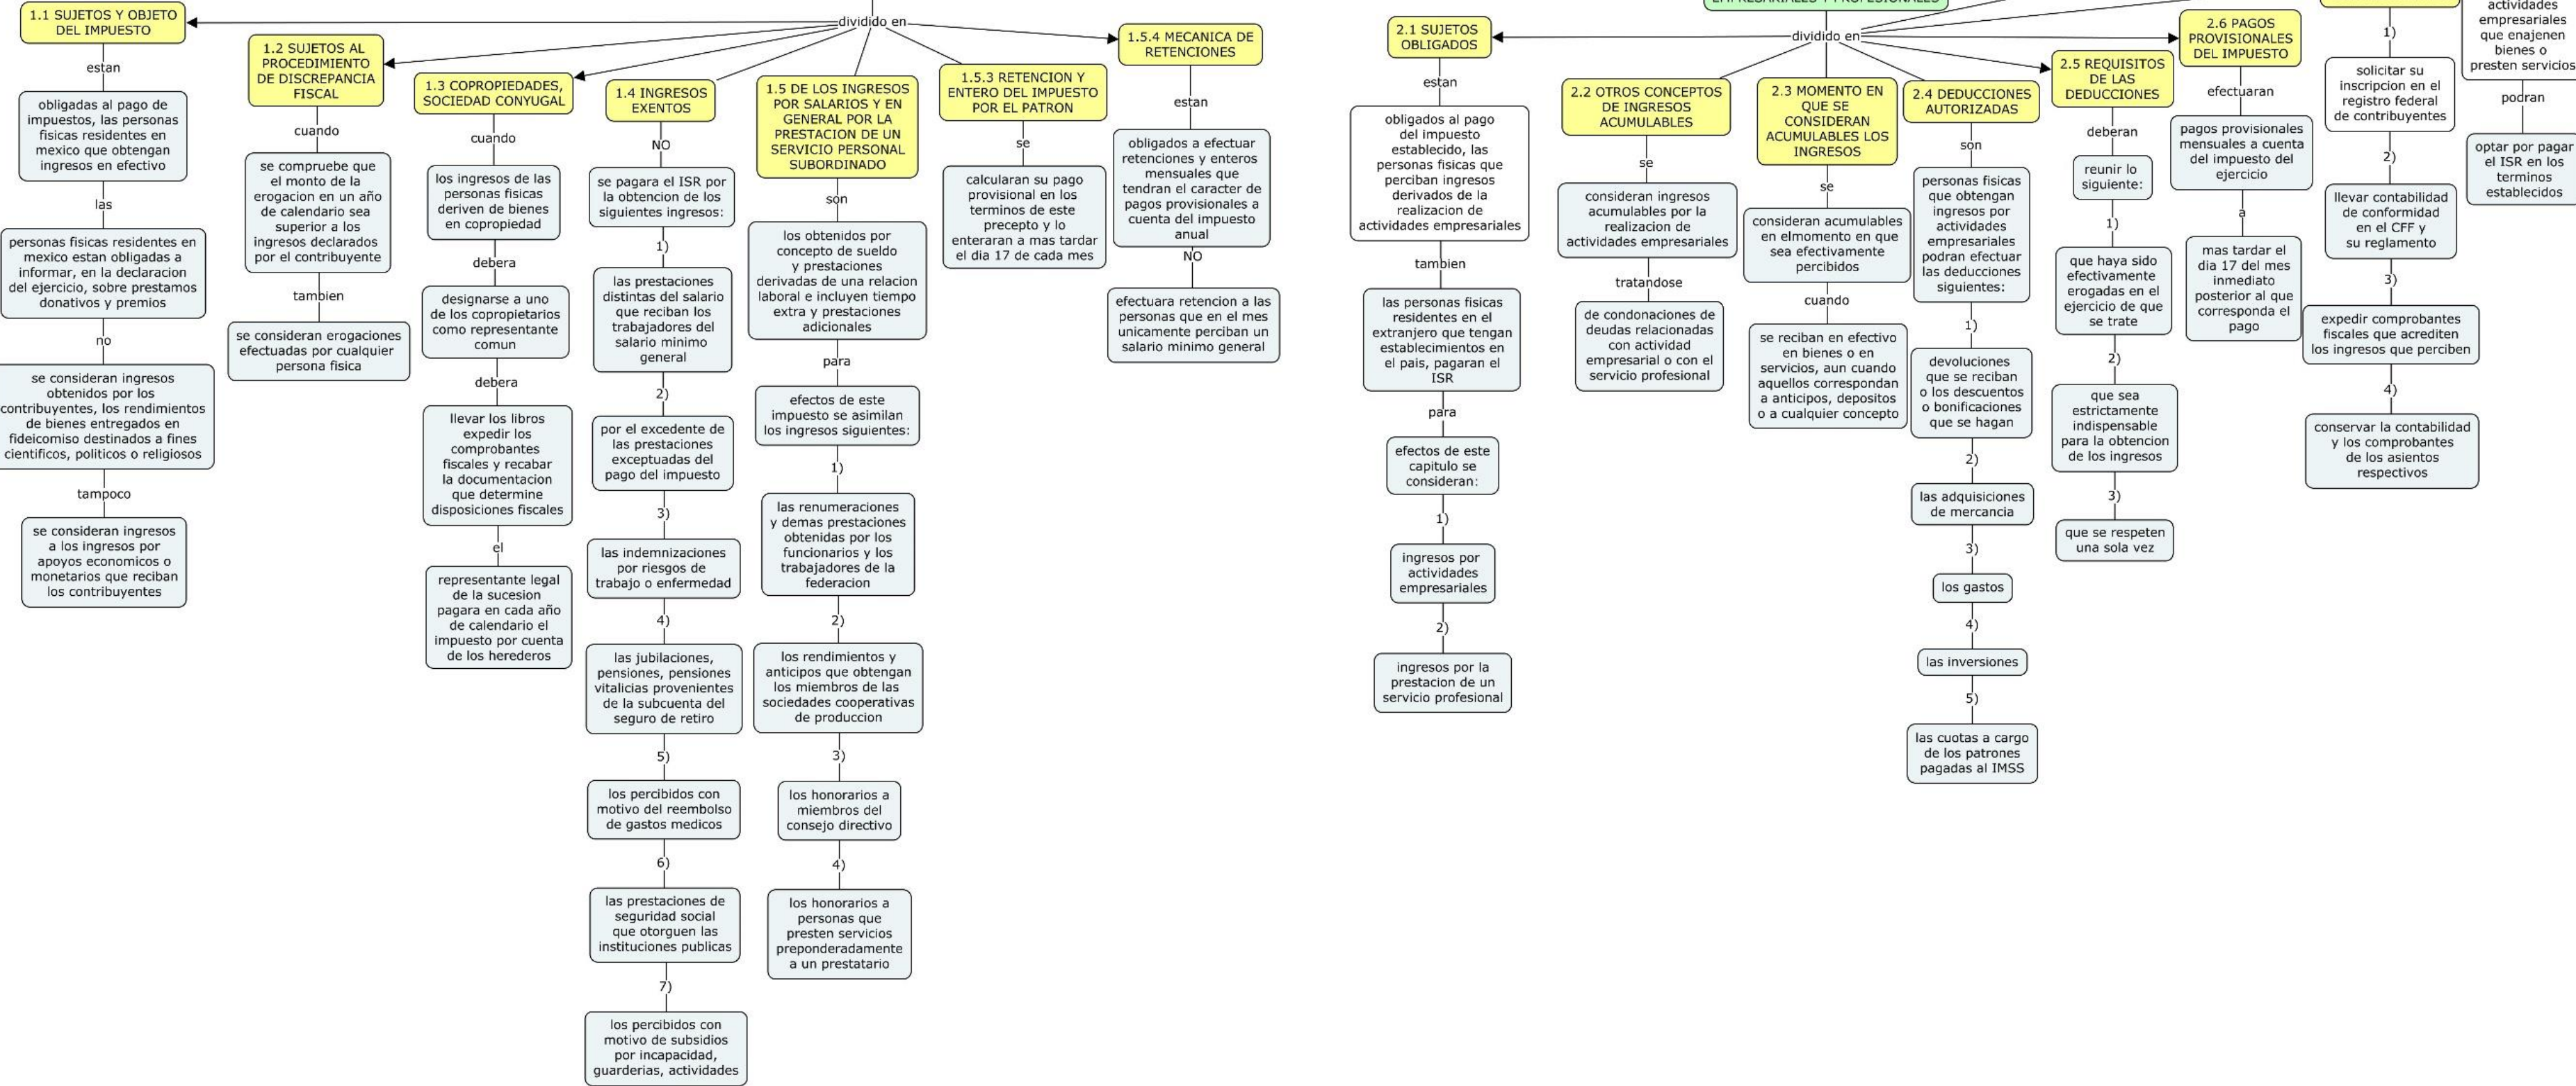 dividido en
1.1 SUJETOS Y OBJETO
DEL IMPUESTO
estan
obligadas al pago de
impuestos, las personas
fisicas residentes en
mexico que obtengan
ingresos en efectivo
las
personas fisicas residentes en
mexico estan obligadas a
informar, en la declaracion
del ejercicio, sobre prestamos
donativos y premios
no
se consideran ingresos
obtenidos por los
contribuyentes, los rendimientos
de bienes entregados en
fideicomiso destinados a fines
cientificos, politicos o religiosos
tampoco
se consideran ingresos
a los ingresos por
apoyos economicos o
monetarios que reciban
los contribuyentes
1.2 SUJETOS AL
PROCEDIMIENTO
DE DISCREPANCIA
FISCAL
cuando
se compruebe que
el monto de la
erogacion en un año
de calendario sea
superior a los
ingresos declarados
por el contribuyente
tambien
se consideran erogaciones
efectuadas por cualquier
persona fisica
1.3 COPROPIEDADES,
SOCIEDAD CONYUGAL
cuando
los ingresos de las
personas fisicas
deriven de bienes
en copropiedad
debera
designarse a uno
de los copropietarios
como representante
comun
debera
llevar los libros
expedir los
comprobantes
fiscales y recabar
la documentacion
que determine
disposiciones fiscales
el
representante legal
de la sucesion
pagara en cada año
de calendario el
impuesto por cuenta
de los herederos
1.4 INGRESOS
EXENTOS
NO
se pagara el ISR por
la obtencion de los
siguientes ingresos:
1)
las prestaciones
distintas del salario
que reciban los
trabajadores del
salario minimo
general
2)
por el excedente de
las prestaciones
exceptuadas del
pago del impuesto
3)
las indemnizaciones
por riesgos de
trabajo o enfermedad
4)
las jubilaciones,
pensiones, pensiones
vitalicias provenientes
de la subcuenta del
seguro de retiro
5)
los percibidos con
motivo del reembolso
de gastos medicos
6)
las prestaciones de
seguridad social
que otorguen las
instituciones publicas
7)
los percibidos con
motivo de subsidios
por incapacidad,
guarderias, actividades
1.5 DE LOS INGRESOS
POR SALARIOS Y EN
GENERAL POR LA
PRESTACION DE UN
SERVICIO PERSONAL
SUBORDINADO
son
los obtenidos por
concepto de sueldo
y prestaciones
derivadas de una relacion
laboral e incluyen tiempo
extra y prestaciones
adicionales
para
efectos de este
impuesto se asimilan
los ingresos siguientes:
1)
las renumeraciones
y demas prestaciones
obtenidas por los
funcionarios y los
trabajadores de la
federacion
2)
los rendimientos y
anticipos que obtengan
los miembros de las
sociedades cooperativas
de produccion
3)
los honorarios a
miembros del
consejo directivo
4)
los honorarios a
personas que
presten servicios
preponderadamente
a un prestatario
1.5.3 RETENCION Y
ENTERO DEL IMPUESTO
POR EL PATRON
se
calcularan su pago
provisional en los
terminos de este
precepto y lo
enteraran a mas tardar
el dia 17 de cada mes
1.5.4 MECANICA DE
RETENCIONES
estan
obligados a efectuar
retenciones y enteros
mensuales que
tendran el caracter de
pagos provisionales a
cuenta del impuesto
anual
NO
efectuara retencion a las
personas que en el mes
unicamente perciban un
salario minimo general
EMPRESARIALES Y PROFESIONALES
dividido en
2.1 SUJETOS
OBLIGADOS
estan
obligados al pago
del impuesto
establecido, las
personas fisicas que
perciban ingresos
derivados de la
realizacion de
actividades empresariales
tambien
las personas fisicas
residentes en el
extranjero que tengan
establecimientos en
el pais, pagaran el
ISR
para
efectos de este
capitulo se
consideran:
1)
ingresos por
actividades
empresariales
2)
ingresos por la
prestacion de un
servicio profesional
2.2 OTROS CONCEPTOS
DE INGRESOS
ACUMULABLES
se
consideran ingresos
acumulables por la
realizacion de
actividades empresariales
tratandose
de condonaciones de
deudas relacionadas
con actividad
empresarial o con el
servicio profesional
2.3 MOMENTO EN
QUE SE
CONSIDERAN
ACUMULABLES LOS
INGRESOS
se
consideran acumulables
en elmomento en que
sea efectivamente
percibidos
cuando
se reciban en efectivo
en bienes o en
servicios, aun cuando
aquellos correspondan
a anticipos, depositos
o a cualquier concepto
2.4 DEDUCCIONES
AUTORIZADAS
son
personas fisicas
que obtengan
ingresos por
actividades
empresariales
podran efectuar
las deducciones
siguientes:
1)
devoluciones
que se reciban
o los descuentos
o bonificaciones
que se hagan
2)
las adquisiciones
de mercancia
3)
los gastos
4)
las inversiones
5)
las cuotas a cargo
de los patrones
pagadas al IMSS
2.5 REQUISITOS
DE LAS
DEDUCCIONES
deberan
reunir lo
siguiente:
1)
que haya sido
efectivamente
erogadas en el
ejercicio de que
se trate
2)
que sea
estrictamente
indispensable
para la obtencion
de los ingresos
3)
que se respeten
una sola vez
2.6 PAGOS
PROVISIONALES
DEL IMPUESTO
efectuaran
pagos provisionales
mensuales a cuenta
del impuesto del
ejercicio
a
mas tardar el
dia 17 del mes
inmediato
posterior al que
corresponda el
pago
1)
solicitar su
inscripcion en el
registro federal
de contribuyentes
2)
llevar contabilidad
de conformidad
en el CFF y
su reglamento
3)
expedir comprobantes
fiscales que acrediten
los ingresos que perciben
4)
conservar la contabilidad
y los comprobantes
de los asientos
respectivos
actividades
empresariales
que enajenen
bienes o
presten servicios
podran
optar por pagar
el ISR en los
terminos
establecidos